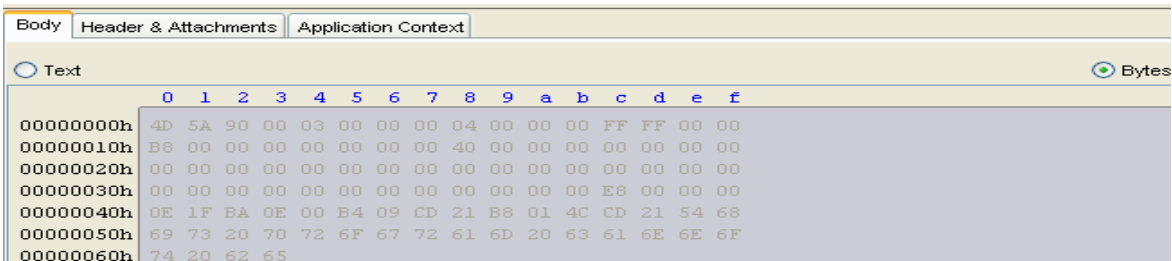 Body Header & Attachments Application Context
Text Bytes
0 1 2 3 4 5 6 7 8 9 a b c d e f
00000000h 4D 5A 90 00 03 00 00 00 04 00 00 00 FF FF 00 00
00000010h B8 00 00 00 00 00 00 00 40 00 00 00 00 00 00 00
00000020h 00 00 00 00 00 00 00 00 00 00 00 00 00 00 00 00
00000030h 00 00 00 00 00 00 00 00 00 00 00 00 E8 00 00 00
00000040h 0E 1F BA 0E 00 B4 09 CD 21 B8 01 4C CD 21 54 68
00000050h 69 73 20 70 72 6F 67 72 61 6D 20 63 61 6E 6E 6F
00000060h 74 20 62 65